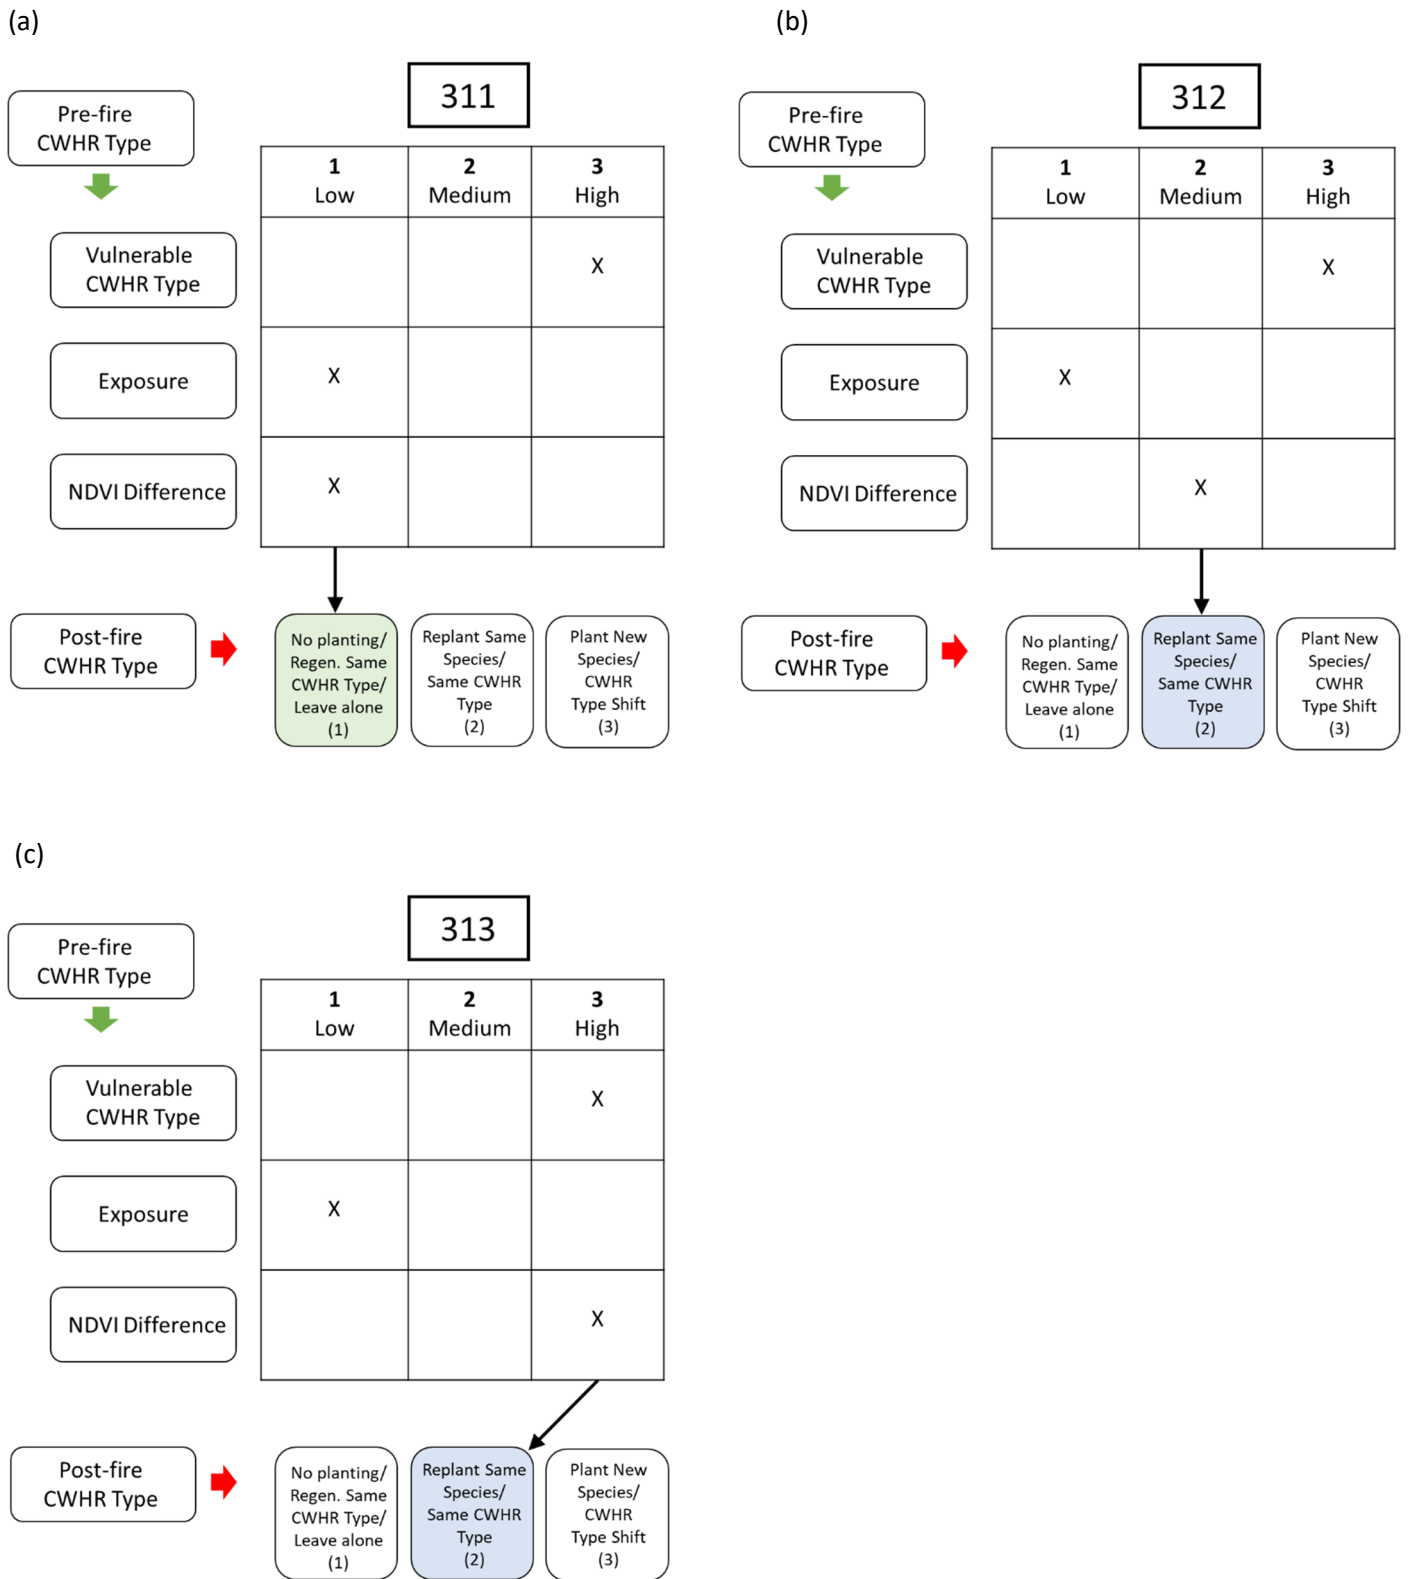 (a)
311
Pre-fire
CWHR Type
1
Low
2
Medium
3
High
Vulnerable
CWHR Type
X
Exposure
X
NDVI Difference
X
Post-fire
CWHR Type
No planting/
Regen. Same
CWHR Type/
Leave alone
(1)
Replant Same
Species/
Same CWHR
Type
(2)
Plant New
Species/
CWHR
Type Shift
(3)
(b)
312
Pre-fire
CWHR Type
1
Low
2
Medium
3
High
Vulnerable
CWHR Type
X
Exposure
X
NDVI Difference
X
Post-fire
CWHR Type
No planting/
Regen. Same
CWHR Type/
Leave alone
(1)
Replant Same
Species/
Same CWHR
Type
(2)
Plant New
Species/
CWHR
Type Shift
(3)
(c)
313
Pre-fire
CWHR Type
1
Low
2
Medium
3
High
Vulnerable
CWHR Type
X
Exposure
X
NDVI Difference
X
Post-fire
CWHR Type
No planting/
Regen. Same
CWHR Type/
Leave alone
(1)
Replant Same
Species/
Same CWHR
Type
(2)
Plant New
Species/
CWHR
Type Shift
(3)